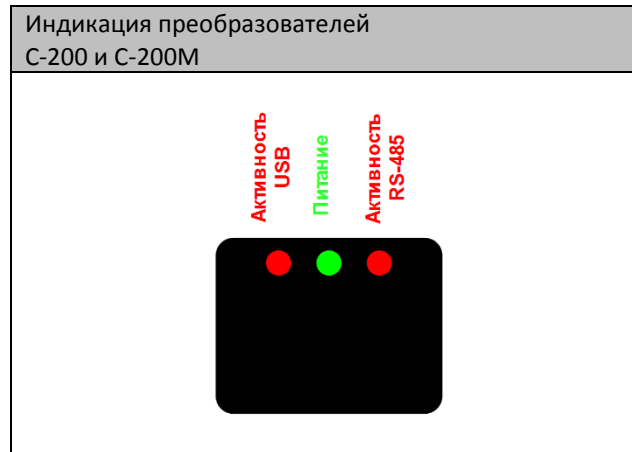 Индикация преобразователей
С-200 и С-200М
Активность
USB
Питание
Активность
RS-485